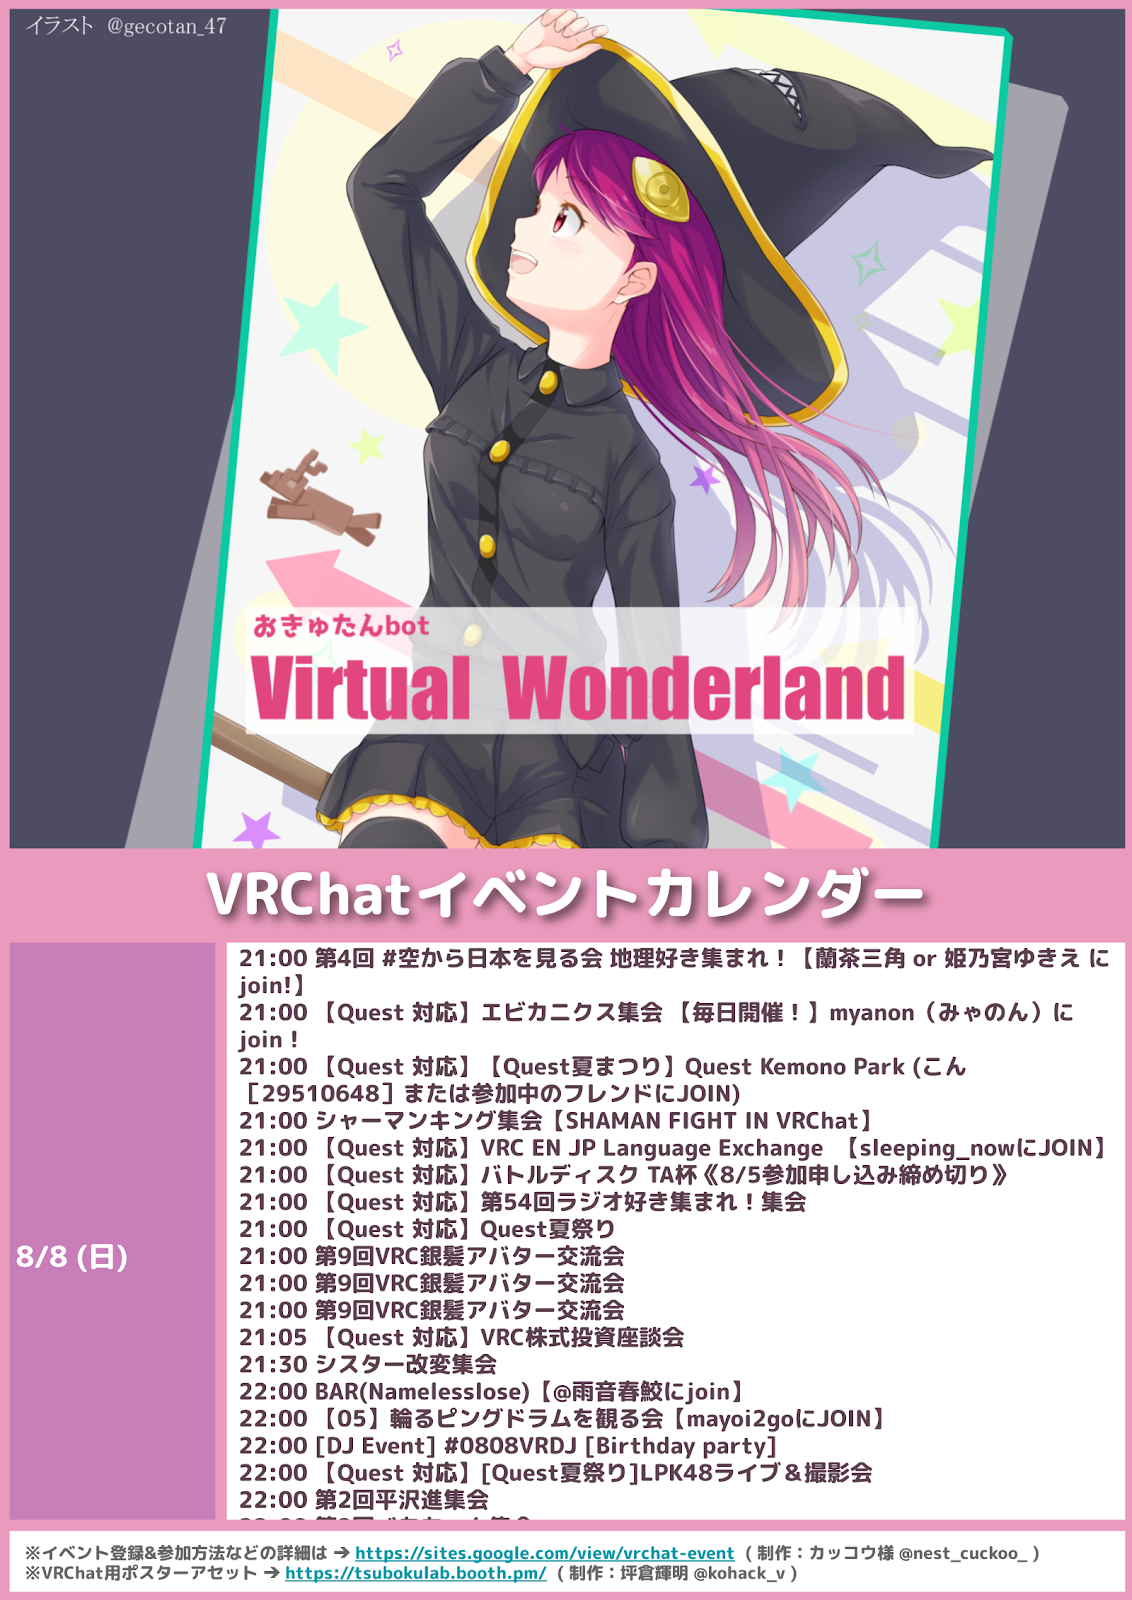 イラスト @gecotan_47
おきゅたんbot
Virtual Wonderland
VRChatイベントカレンダー
8/8 (日)
21:00 第4回 #空から日本を見る会 地理好き集まれ！【蘭茶三角 or 姫乃宮ゆきえ に
join!】
21:00 【Quest 対応】エビカニクス集会 【毎日開催！】myanon（みゃのん）に
join！
21:00 【Quest 対応】【Quest夏まつり】Quest Kemono Park (こん
［29510648］または参加中のフレンドにJOIN)
21:00 シャーマンキング集会【SHAMAN FIGHT IN VRChat】
21:00 【Quest 対応】VRC EN JP Language Exchange 【sleeping_nowにJOIN】
21:00 【Quest 対応】バトルディスク TA杯《8/5参加申し込み締め切り》
21:00 【Quest 対応】第54回ラジオ好き集まれ！集会
21:00 【Quest 対応】Quest夏祭り
21:00 第9回VRC銀髪アバター交流会
21:00 第9回VRC銀髪アバター交流会
21:00 第9回VRC銀髪アバター交流会
21:05 【Quest 対応】VRC株式投資座談会
21:30 シスター改変集会
22:00 BAR(Namelesslose)【@雨音春鮫にjoin】
22:00 【05】輪るピングドラムを観る会【mayoi2goにJOIN】
22:00 [DJ Event] #0808VRDJ [Birthday party]
22:00 【Quest 対応】[Quest夏祭り]LPK48ライブ＆撮影会
22:00 第2回平沢進集会
※イベント登録&参加方法などの詳細は ➔ https://sites.google.com/view/vrchat-event （ 制作：カッコウ様 @nest_cuckoo_ ）
※VRChat用ポスターアセット ➔ https://tsubokulab.booth.pm/ （ 制作：坪倉輝明 @kohack_v ）